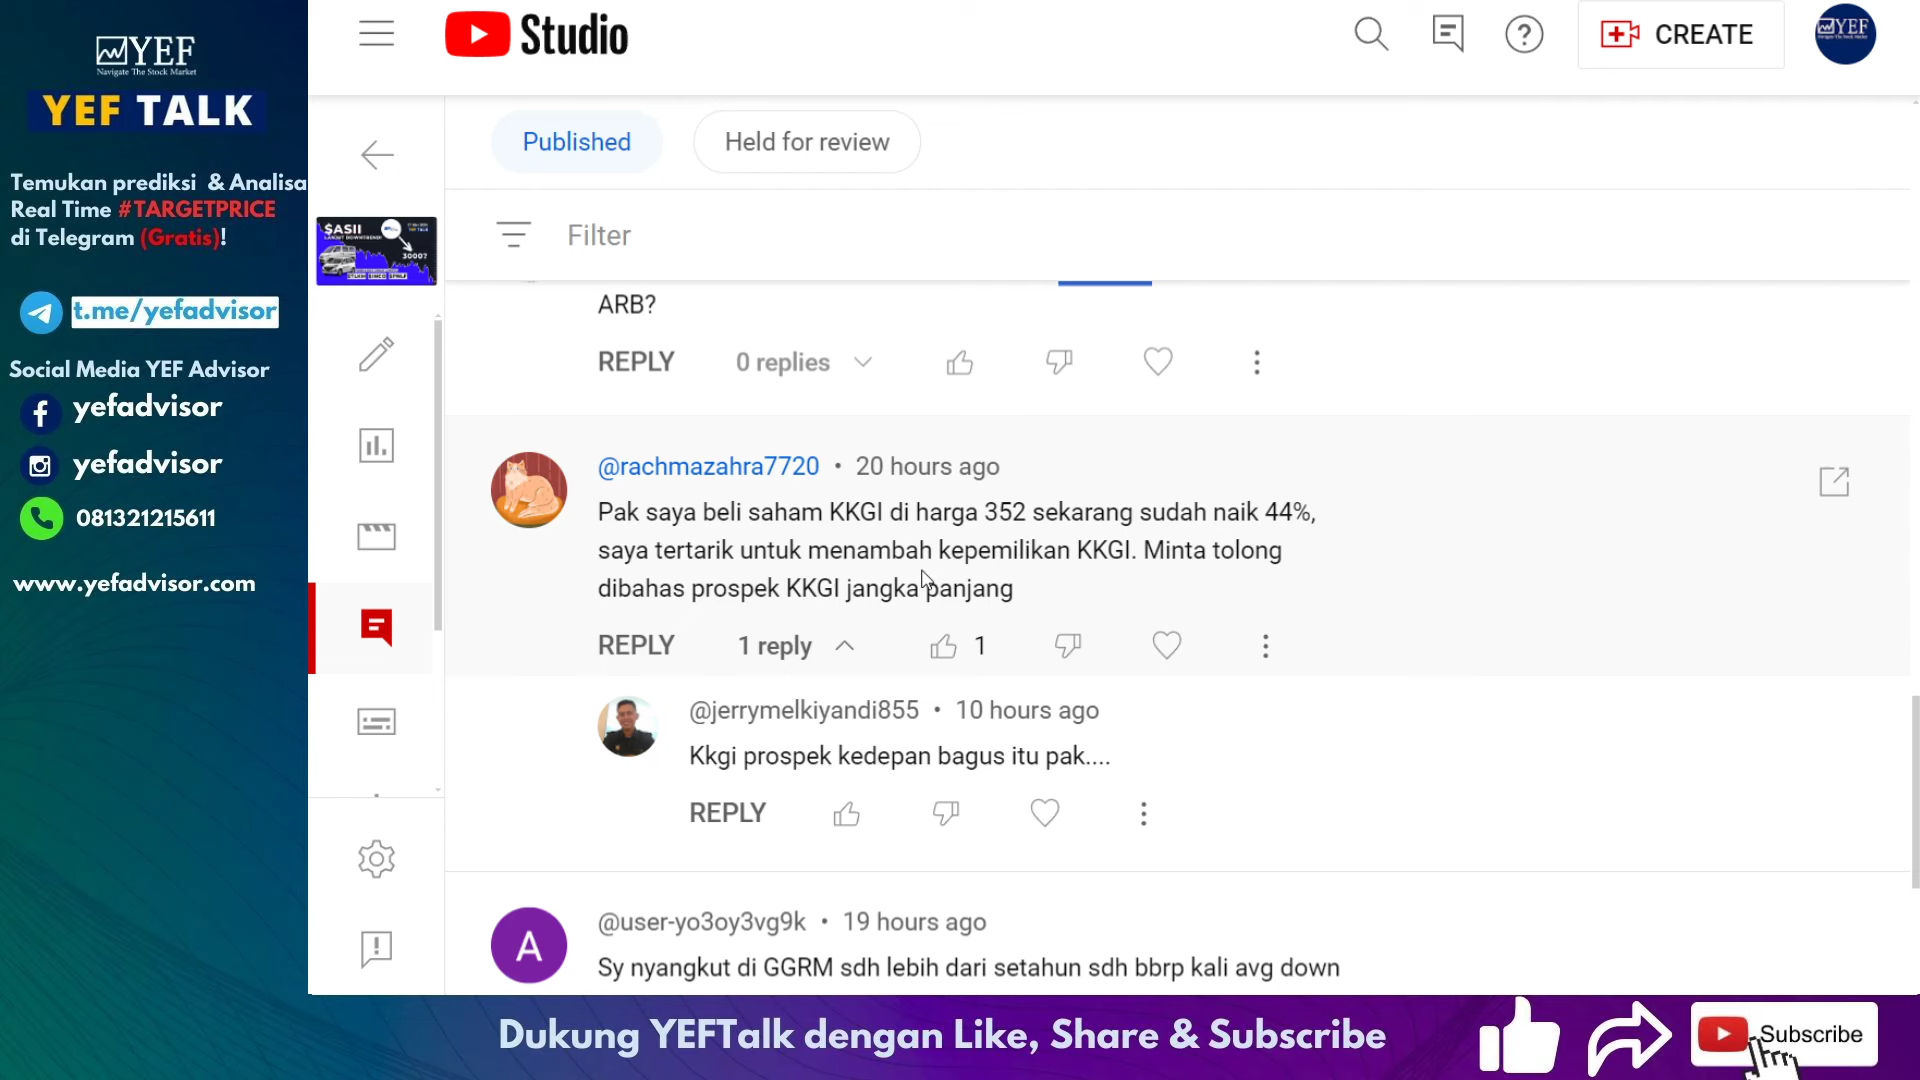 YEF
Navigate The Stock Market
YEF TALK
Temukan prediksi & Analisa
Real Time #TARGETPRICE
di Telegram (Gratis)!
t.me/yefadvisor
Social Media YEF Advisor
yefadvisor
yefadvisor
081321215611
www.yefadvisor.com
Studio
CREATE
YEF
Published
Held for review
$ASII
3000?
Filter
ARB?
REPLY 0 replies
@rachmazahra7720 • 20 hours ago
Pak saya beli saham KKGI di harga 352 sekarang sudah naik 44%,
saya tertarik untuk menambah kepemilikan KKGI. Minta tolong
dibahas prospek KKGI jangka panjang
REPLY 1 reply 1
@jerrymelkiyandi855 • 10 hours ago
Kkgi prospek kedepan bagus itu pak....
REPLY
A
@user-yo3oy3vg9k • 19 hours ago
Sy nyangkut di GGRM sdh lebih dari setahun sdh bbrp kali avg down
Dukung YEFTalk dengan Like, Share & Subscribe
Subscribe